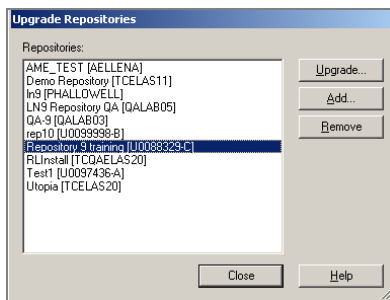 Upgrade Repositories
Repositories:
AME_TEST [AELLENA]
Demo Repository [TCELAS11]
ln9 [PHALLOWELL]
LN9 Repository QA [QALAB05]
QA-9 [QALAB03]
rep10 [U0099998-B]
Repository 9 training [U0088329-C]
RLInstall [TCQAELAS20]
Test1 [U0097436-A]
Utopia [TCELAS20]
Upgrade...
Add...
Remove
Close
Help